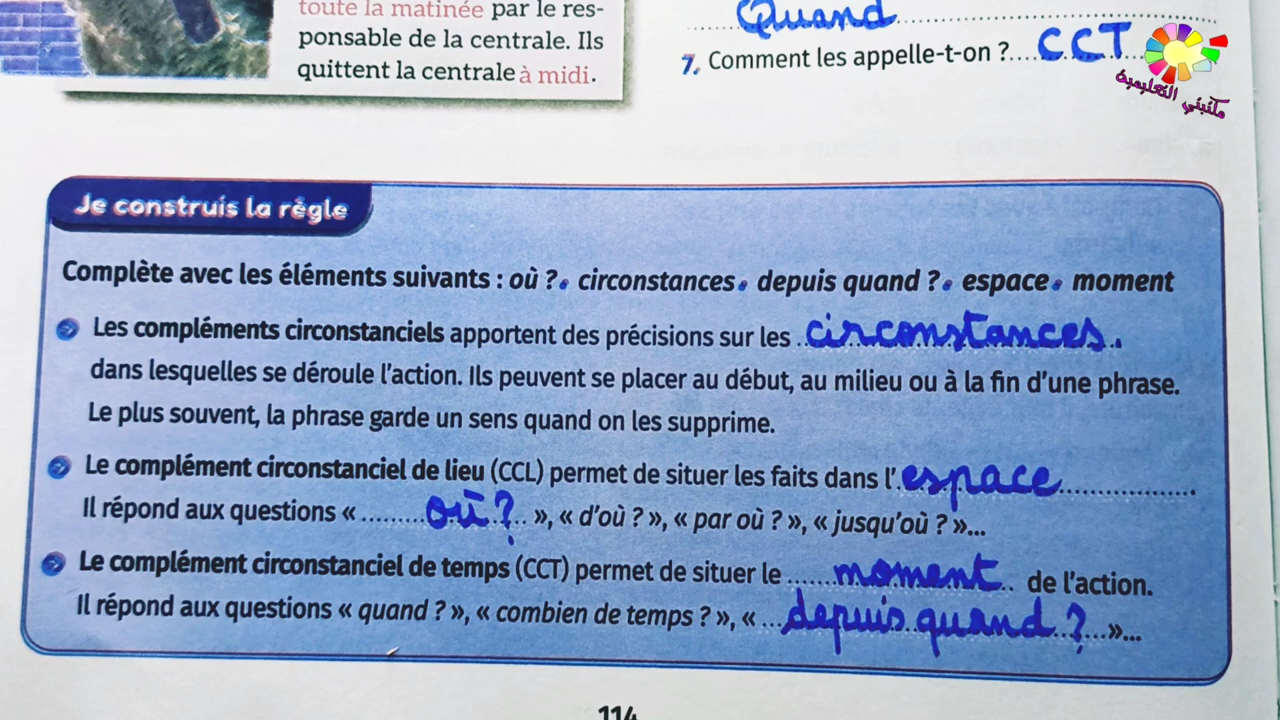 toute la matinée par le res-
ponsable de la centrale. Ils
quittent la centrale à midi.
Quand
7. Comment les appelle-t-on ?....CCT
مكتبتي التعليمية
Je construis la règle
Complète avec les éléments suivants : où ?• circonstances• depuis quand ?• espace• moment
Les compléments circonstanciels apportent des précisions sur les ..circonstances..
dans lesquelles se déroule l'action. Ils peuvent se placer au début, au milieu ou à la fin d'une phrase.
Le plus souvent, la phrase garde un sens quand on les supprime.
Le complément circonstanciel de lieu (CCL) permet de situer les faits dans l'.espace..................
Il répond aux questions « .........où ?.. », « d'où ? », « par où ? », « jusqu'où ? »...
Le complément circonstanciel de temps (CCT) permet de situer le ......moment.. de l'action.
Il répond aux questions « quand ? », « combien de temps ? », « ...depuis quand ?...»...
114